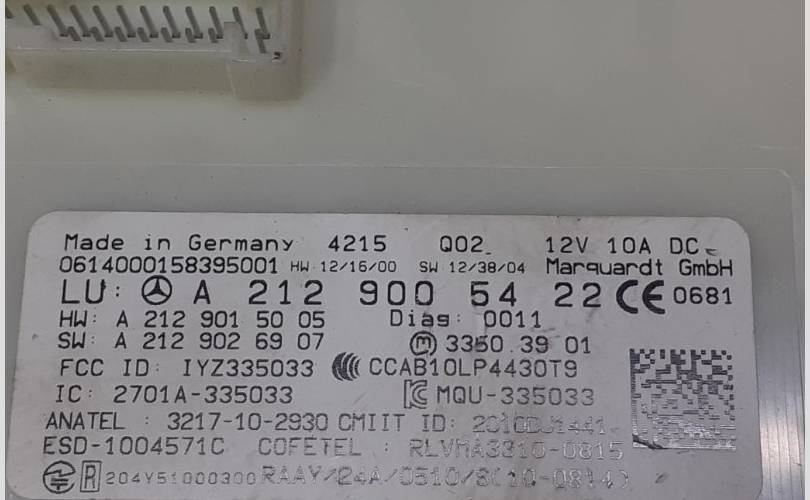 Made in Germany 4215 Q02 12V 10A DC
0614000158395001 HW: 12/16/00 SW: 12/38/04 Marquardt GmbH
LU: A 212 900 54 22 CE 0681
HW: A 212 901 50 05 Diag: 0011
SW: A 212 902 69 07 m 3350.39 01
FCC ID: IYZ335033 CCAB10LP4430T9
IC: 2701A-335033 MQU-335033
ANATEL : 3217-10-2930 CMIIT ID:
ESD-1004571C COFETEL : RLVMA3310-0815
R 204Y51000300